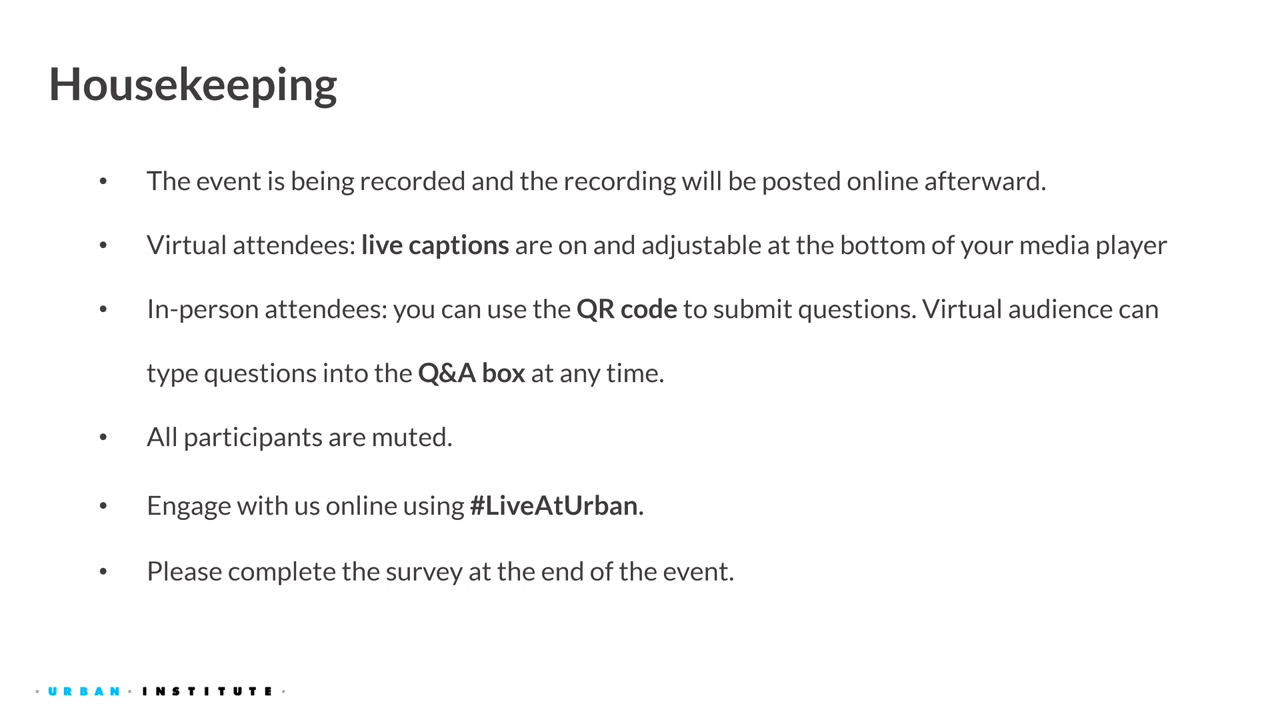 Housekeeping
• The event is being recorded and the recording will be posted online afterward.
• Virtual attendees: live captions are on and adjustable at the bottom of your media player
• In-person attendees: you can use the QR code to submit questions. Virtual audience can
type questions into the Q&A box at any time.
• All participants are muted.
• Engage with us online using #LiveAtUrban.
• Please complete the survey at the end of the event.
· URBAN · INSTITUTE ·